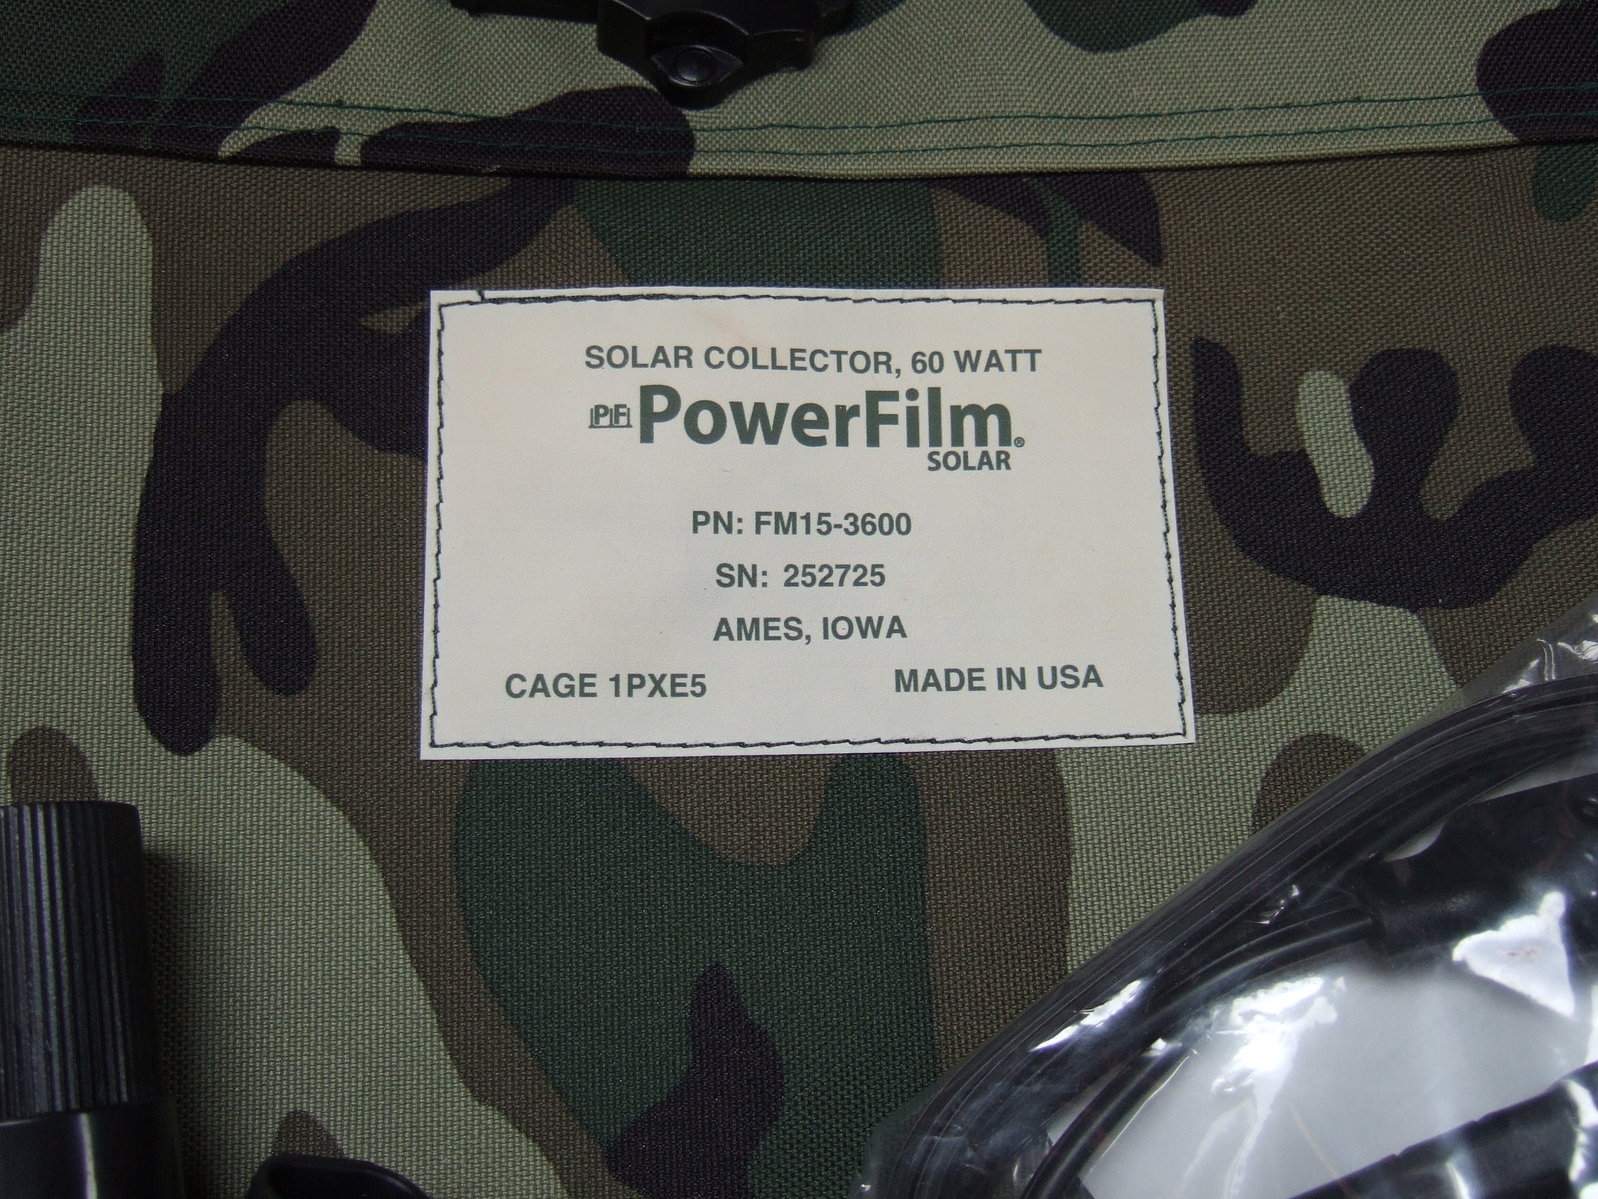 SOLAR COLLECTOR, 60 WATT
PF PowerFilm®
SOLAR
PN: FM15-3600
SN: 252725
AMES, IOWA
CAGE 1PXE5 MADE IN USA